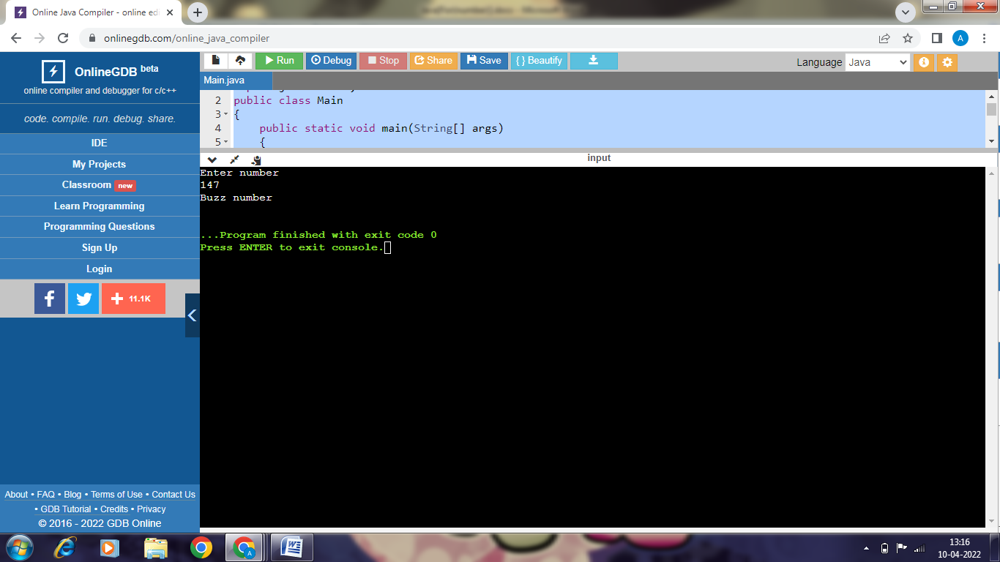 Online Java Compiler - online edi
onlinegdb.com/online_java_compiler
A
OnlineGDB beta
online compiler and debugger for c/c++
code. compile. run. debug. share.
IDE
My Projects
Classroom new
Learn Programming
Programming Questions
Sign Up
Login
11.1K
About • FAQ • Blog • Terms of Use • Contact Us
• GDB Tutorial • Credits • Privacy
© 2016 - 2022 GDB Online
Run Debug Stop Share Save { } Beautify
Language Java
Main.java
2 public class Main
3 {
4 public static void main(String[] args)
5 {
input
Enter number
147
Buzz number
...Program finished with exit code 0
Press ENTER to exit console.
13:16
10-04-2022